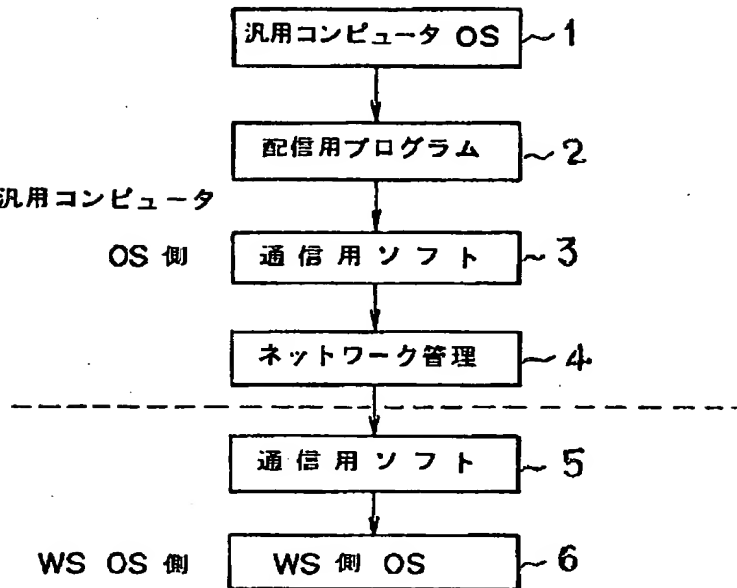 汎用コンピュータ OS ~1
配信用プログラム ~2
汎用コンピュータ
OS 側
通信用ソフト ~3
ネットワーク管理 ~4
通信用ソフト ~5
WS OS 側
WS 側 OS ~6